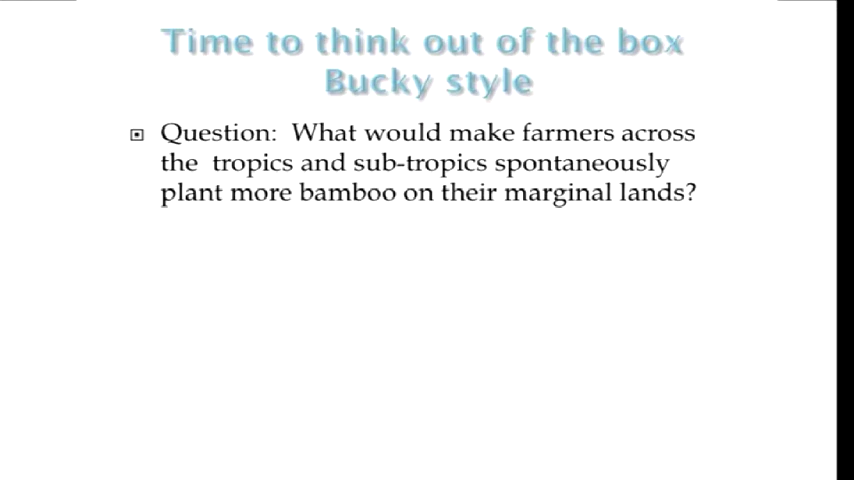 Time to think out of the box
Bucky style
Question: What would make farmers across
the tropics and sub-tropics spontaneously
plant more bamboo on their marginal lands?